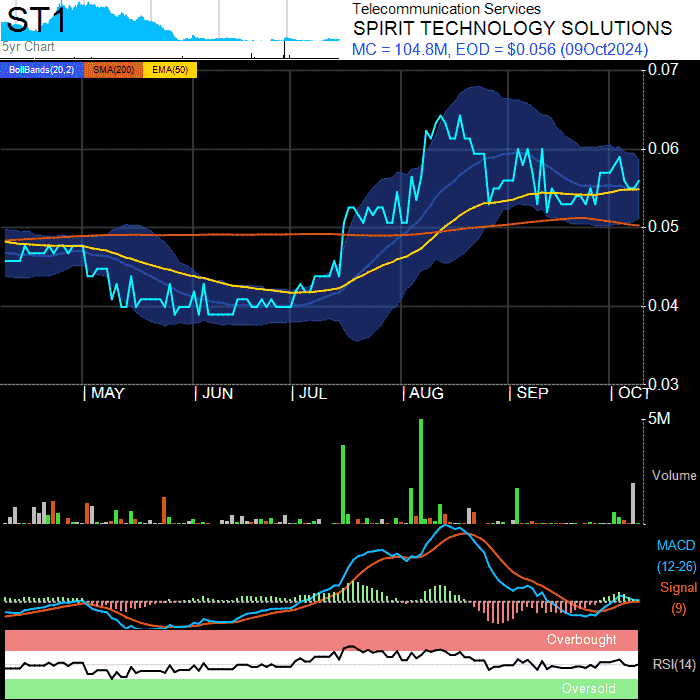 ST1
5yr Chart
Telecommunication Services
SPIRIT TECHNOLOGY SOLUTIONS
MC = 104.8M, EOD = $0.056 (09Oct2024)
BollBands(20,2) SMA(200) EMA(50)
0.07
0.06
0.05
0.04
0.03
MAY JUN JUL AUG SEP OCT
5M
Volume
MACD
(12-26)
Signal
(9)
Overbought
RSI(14)
Oversold